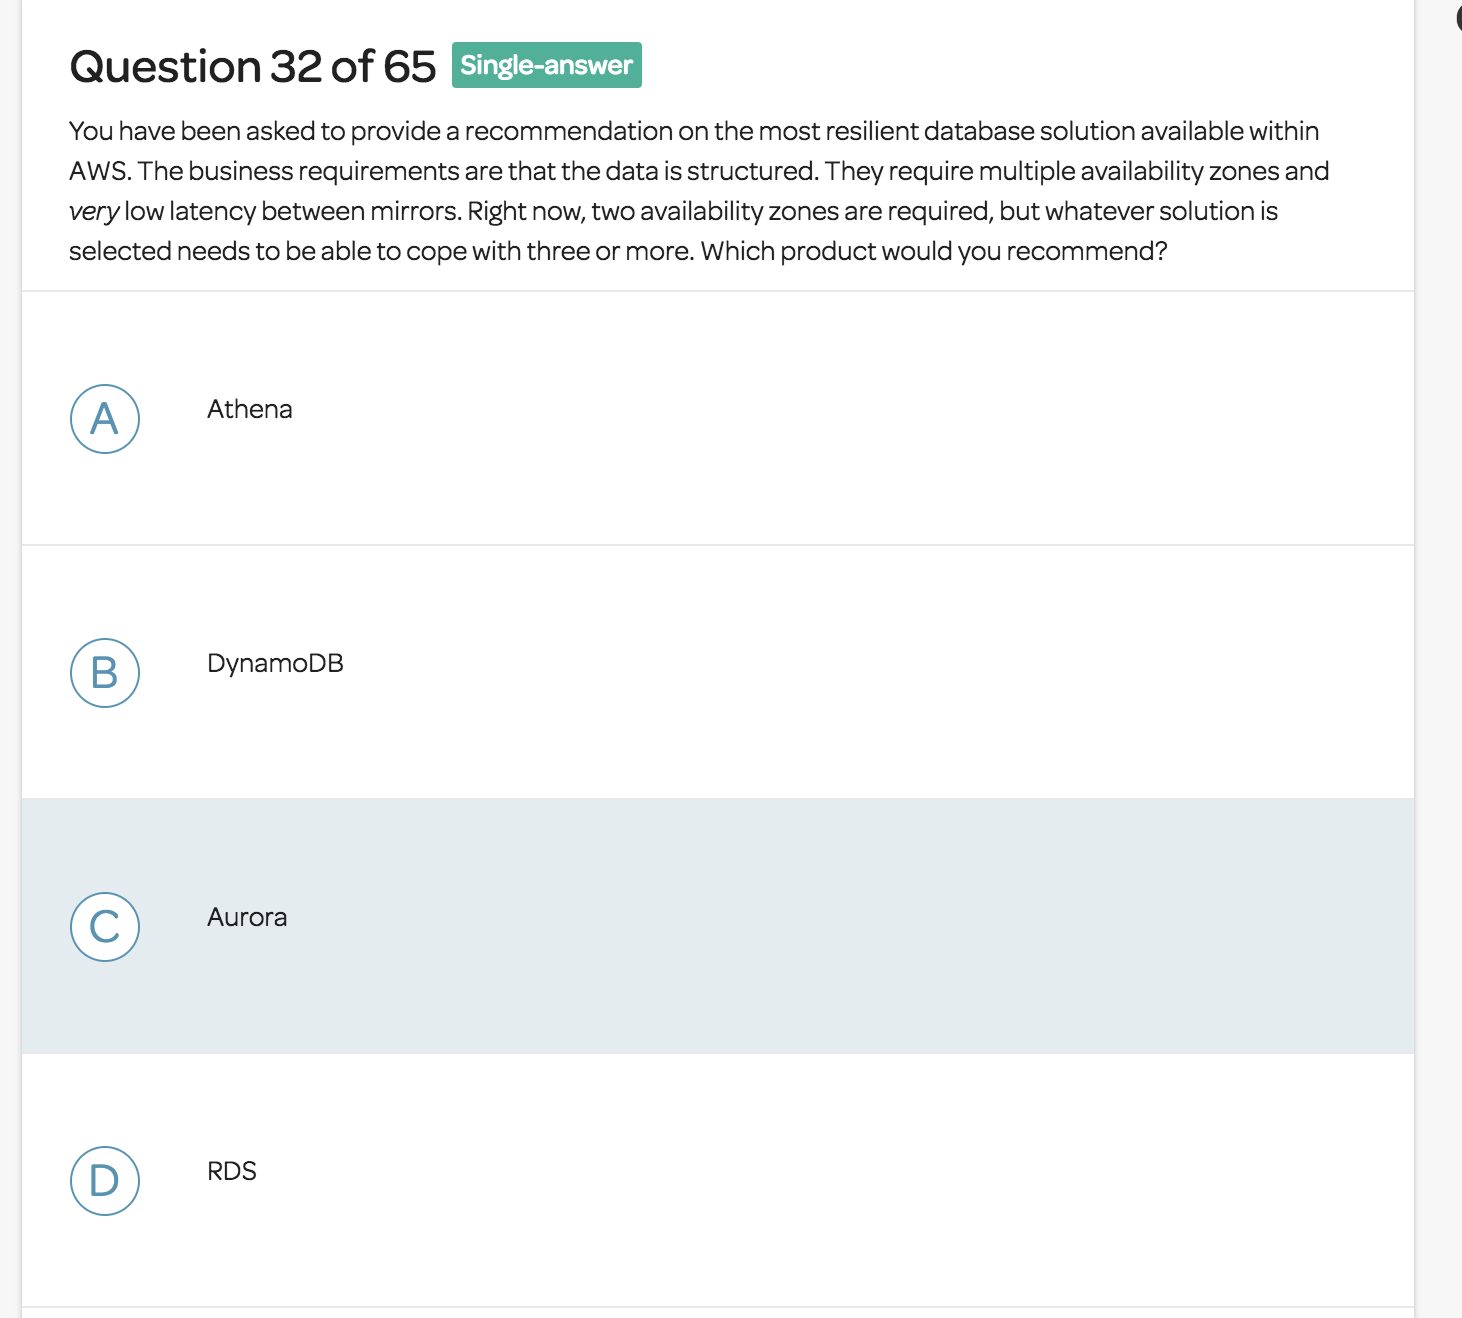 Question 32 of 65 Single-answer
You have been asked to provide a recommendation on the most resilient database solution available within
AWS. The business requirements are that the data is structured. They require multiple availability zones and
very low latency between mirrors. Right now, two availability zones are required, but whatever solution is
selected needs to be able to cope with three or more. Which product would you recommend?
A Athena
B DynamoDB
C Aurora
D RDS